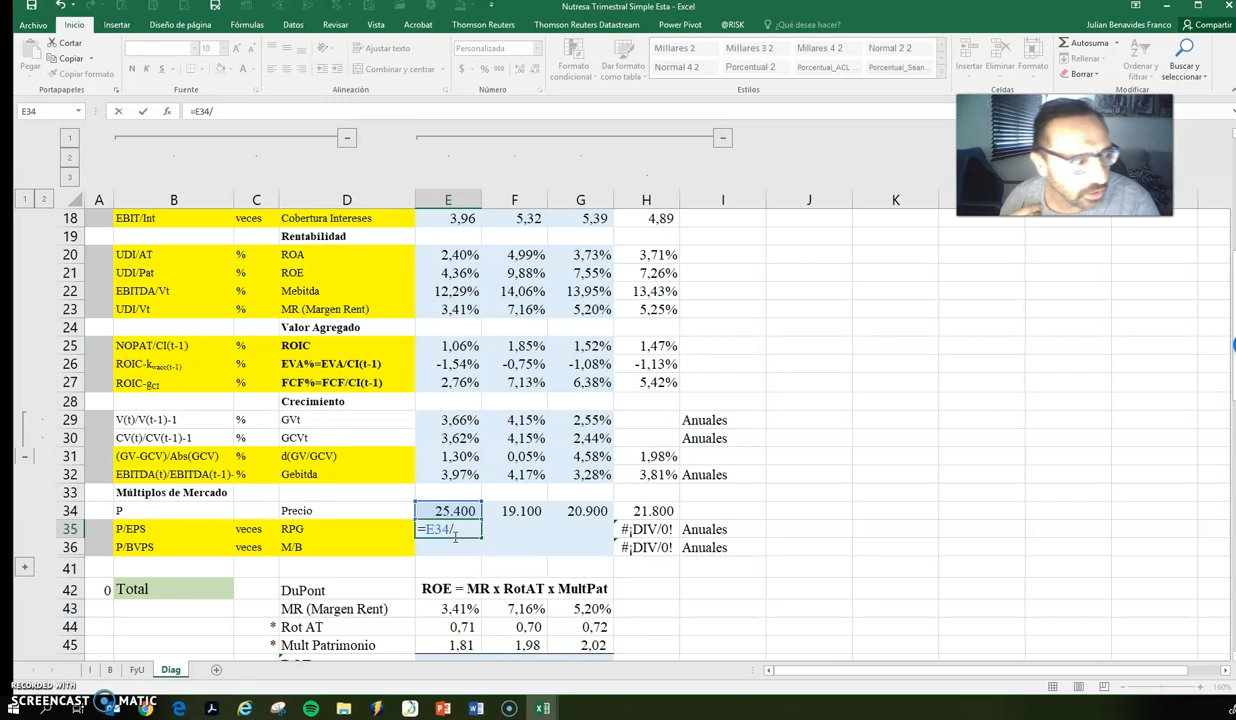 Nutresa Trimestral Simple Esta - Excel
Archivo Inicio Insertar Diseño de página Fórmulas Datos Revisar Vista Acrobat Thomson Reuters Thomson Reuters Datastream Power Pivot @RISK ¿Qué desea hacer? Julian Benavides Franco Compartir
Pegar Cortar Copiar Copiar formato
10
N K S
Ajustar texto
Combinar y centrar
Personalizada
$ % 000
Formato condicional Dar formato como tabla
Millares 2 Millares 3 2 Millares 4 2 Normal 2 2
Normal 4 2 Porcentual 2 Porcentual_ACL_... Porcentual_Ssan...
Insertar Eliminar Formato
Autosuma
Borrar
Ordenar y filtrar Buscar y seleccionar
Portapapeles Fuente Alineación Número Estilos Celdas Modificar
E34 fx =E34/
1
2
3
1 2 A B C D E F G H I J K L M N
18 EBIT/Int veces Cobertura Intereses 3,96 5,32 5,39 4,89
19 Rentabilidad
20 UDI/AT % ROA 2,40% 4,99% 3,73% 3,71%
21 UDI/Pat % ROE 4,36% 9,88% 7,55% 7,26%
22 EBITDA/Vt % Mebitda 12,29% 14,06% 13,95% 13,43%
23 UDI/Vt % MR (Margen Rent) 3,41% 7,16% 5,20% 5,25%
24 Valor Agregado
25 NOPAT/CI(t-1) % ROIC 1,06% 1,85% 1,52% 1,47%
26 ROIC-kwacc(t-1) % EVA%=EVA/CI(t-1) -1,54% -0,75% -1,08% -1,13%
27 ROIC-gCI % FCF%=FCF/CI(t-1) 2,76% 7,13% 6,38% 5,42%
28 Crecimiento
29 V(t)/V(t-1)-1 % GVt 3,66% 4,15% 2,55% Anuales
30 CV(t)/CV(t-1)-1 % GCVt 3,62% 4,15% 2,44% Anuales
31 (GV-GCV)/Abs(GCV) % d(GV/GCV) 1,30% 0,05% 4,58% 1,98%
32 EBITDA(t)/EBITDA(t-1)- % Gebitda 3,97% 4,17% 3,28% 3,81% Anuales
33 Múltiplos de Mercado
34 P Precio 25.400 19.100 20.900 21.800
35 P/EPS veces RPG =E34/ #¡DIV/0! Anuales
36 P/BVPS veces M/B #¡DIV/0! Anuales
41
42 0 Total DuPont ROE = MR x RotAT x MultPat
43 MR (Margen Rent) 3,41% 7,16% 5,20%
44 * Rot AT 0,71 0,70 0,72
45 * Mult Patrimonio 1,81 1,98 2,02
I B FyU Diag
160%
RECORDED WITH
SCREENCAST MATIC